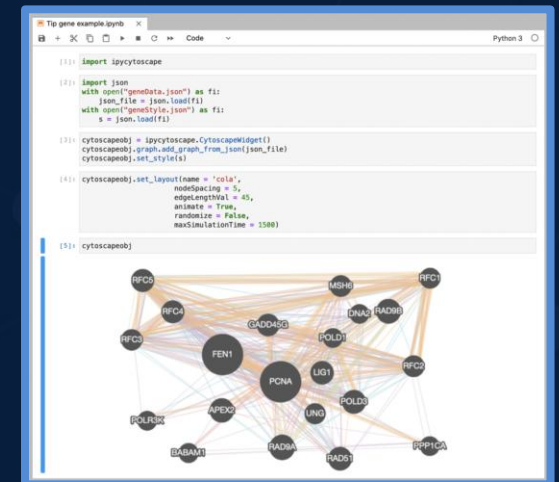 Tip gene example.ipynb
Code
Python 3
[1]: import ipycytoscape
[2]: import json
with open("geneData.json") as fi:
    json_file = json.load(fi)
with open("geneStyle.json") as fi:
    s = json.load(fi)
[3]: cytoscapeobj = ipycytoscape.CytoscapeWidget()
cytoscapeobj.graph.add_graph_from_json(json_file)
cytoscapeobj.set_style(s)
[4]: cytoscapeobj.set_layout(name = 'cola',
nodeSpacing = 5,
edgeLengthVal = 45,
animate = True,
randomize = False,
maxSimulationTime = 1500)
[5]: cytoscapeobj
RFC5
MSH6
RFC1
RFC4
GADD45G
DNA2
RAD9B
RFC3
POLD1
FEN1
PCNA
LIG1
RFC2
APEX2
UNG
POLD3
POLR3K
BABAM1
RAD9A
RAD51
PPP1CA